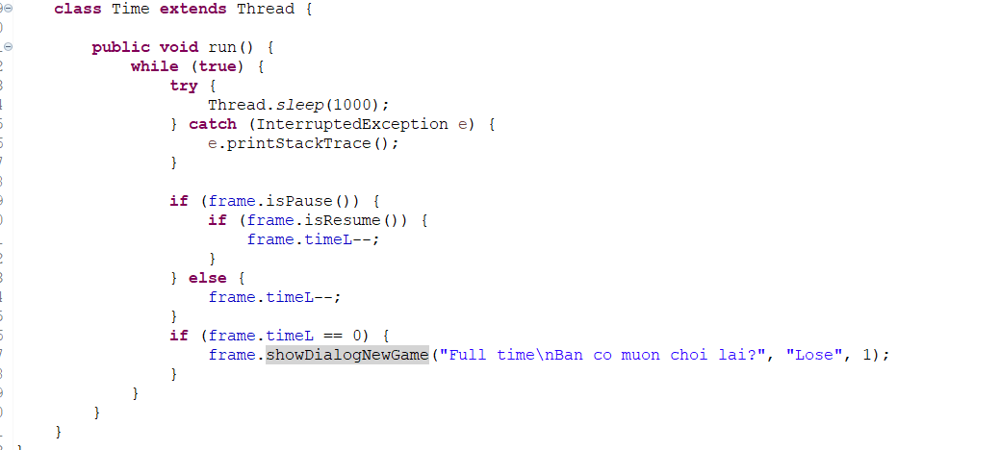 class Time extends Thread {
public void run() {
while (true) {
try {
Thread.sleep(1000);
} catch (InterruptedException e) {
e.printStackTrace();
}
if (frame.isPause()) {
if (frame.isResume()) {
frame.timeL--;
}
} else {
frame.timeL--;
}
if (frame.timeL == 0) {
frame.showDialogNewGame("Full time\nBan co muon choi lai?", "Lose", 1);
}
}
}
}